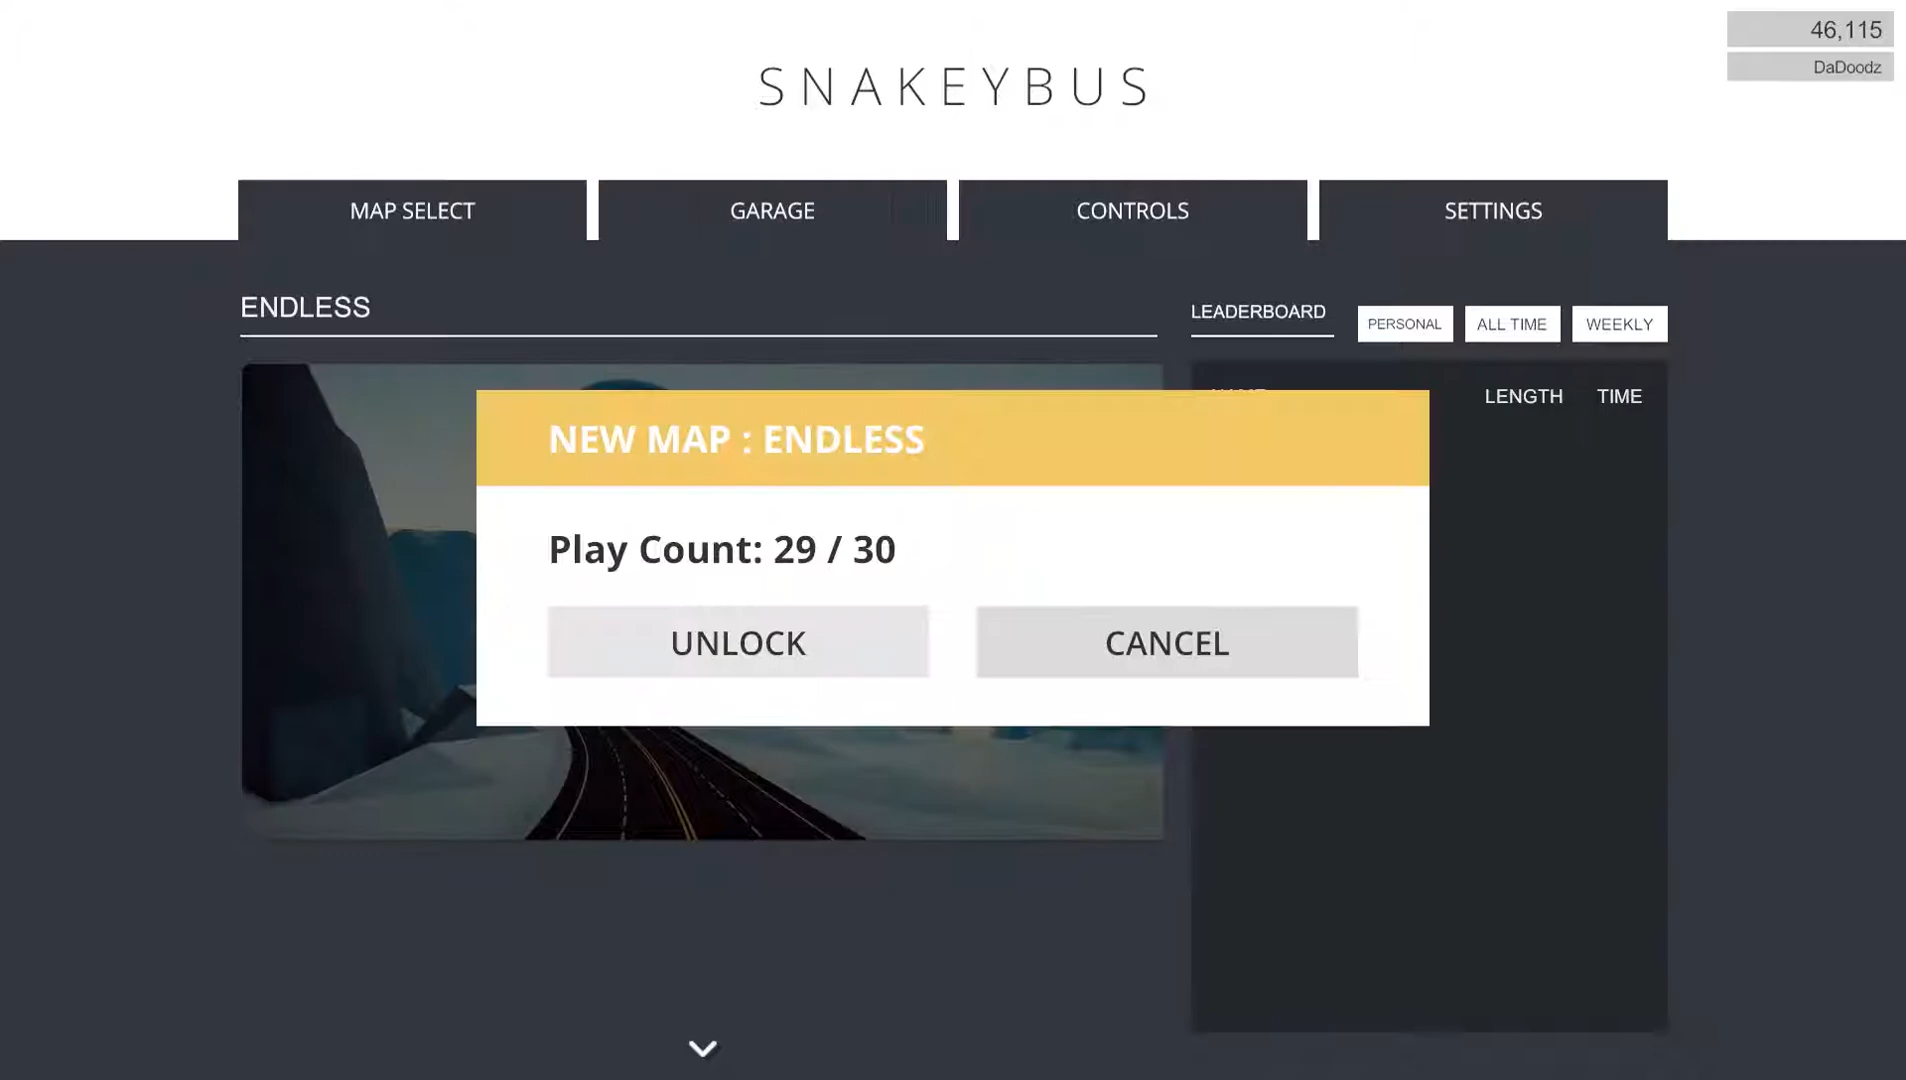 46,115
DaDoodz
SNAKEYBUS
MAP SELECT
GARAGE
CONTROLS
SETTINGS
ENDLESS
LEADERBOARD
PERSONAL
ALL TIME
WEEKLY
LENGTH
TIME
NEW MAP : ENDLESS
Play Count: 29 / 30
UNLOCK
CANCEL